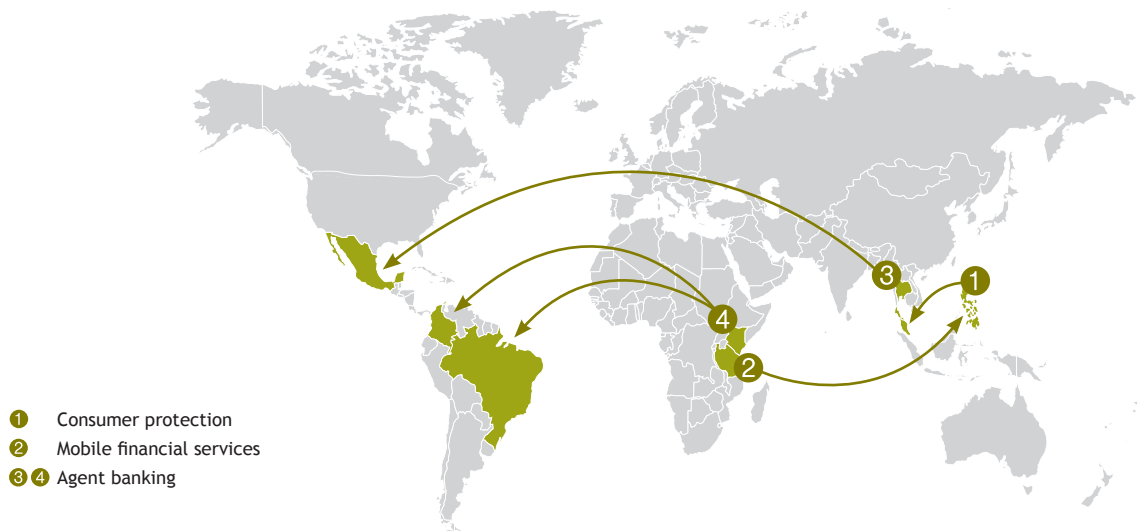 3
1
4
2
1 Consumer protection
2 Mobile financial services
3 4 Agent banking